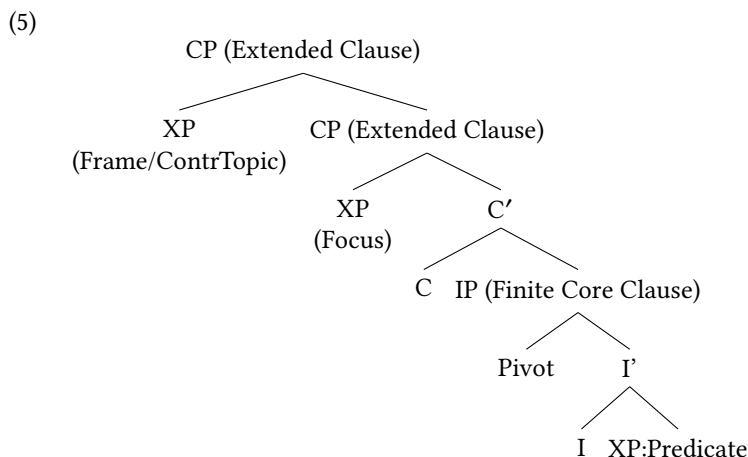 (5)
CP (Extended Clause)
XP CP (Extended Clause)
(Frame/ContrTopic)
XP C′
(Focus)
C IP (Finite Core Clause)
Pivot I’
I XP:Predicate